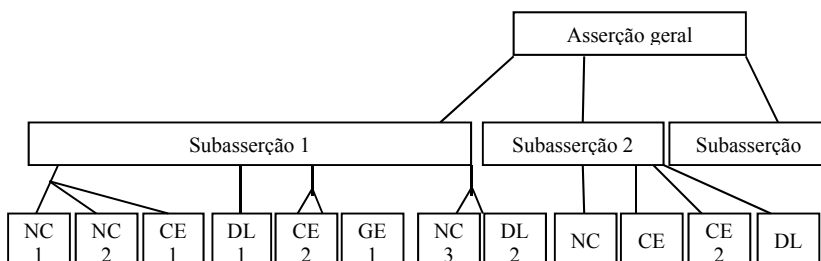 Asserção geral
Subasserção 1
Subasserção 2
Subasserção
NC
1
NC
2
CE
1
DL
1
CE
2
GE
1
NC
3
DL
2
NC
CE
CE
2
DL